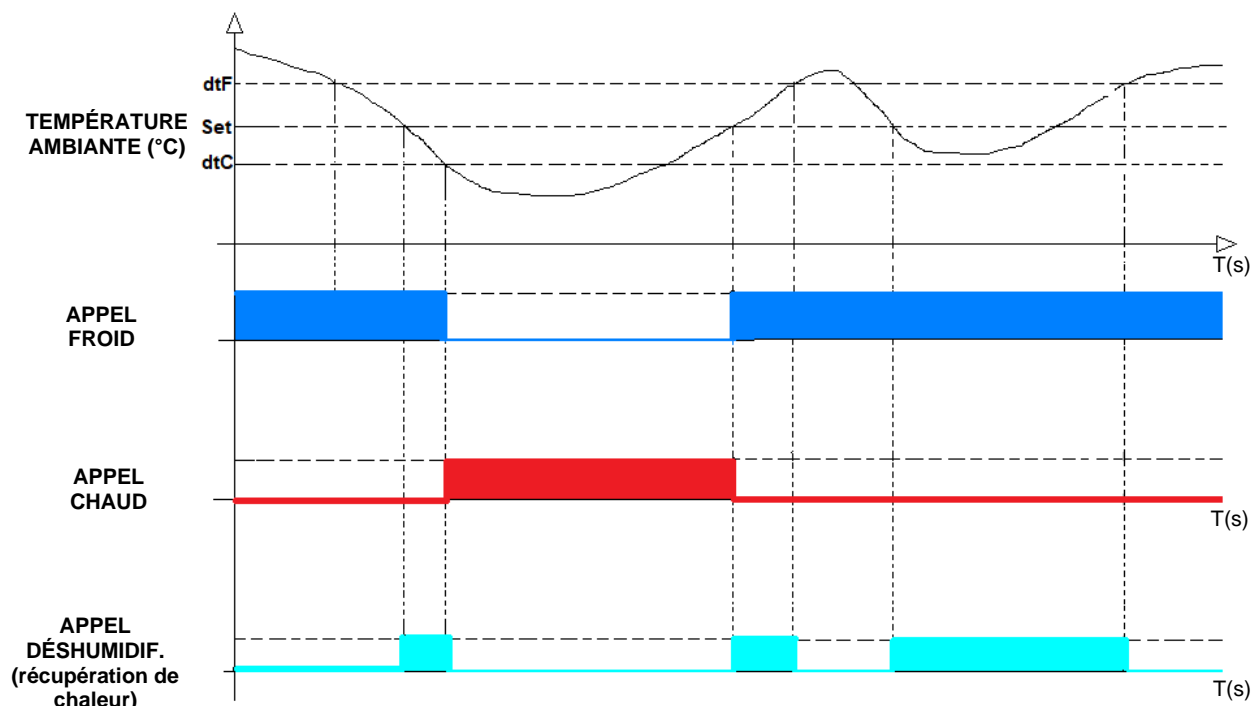 dtF
TEMPÉRATURE
AMBIANTE (°C)
Set
dtC
T(s)
APPEL
FROID
APPEL
CHAUD
T(s)
APPEL
DÉSHUMIDIF.
(récupération de
chaleur)
T(s)